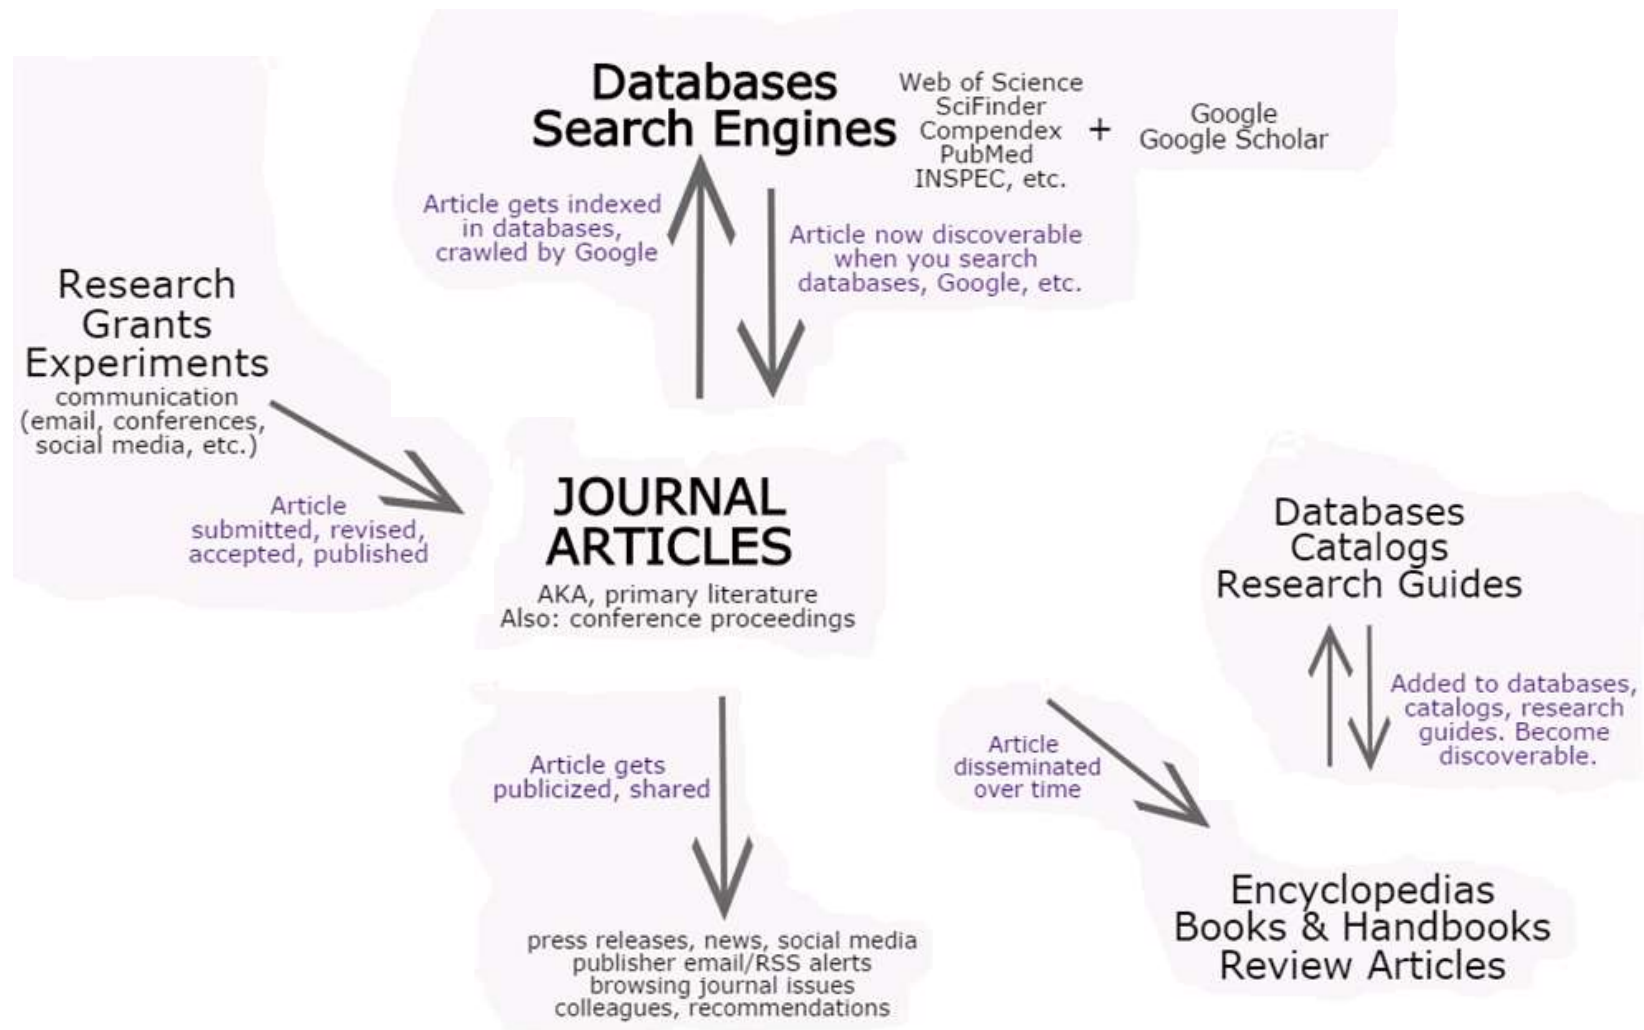 Databases
Search Engines
Web of Science
SciFinder
Compendex
PubMed
INSPEC, etc.
+
Google
Google Scholar
Article gets indexed
in databases,
crawled by Google
Article now discoverable
when you search
databases, Google, etc.
Research
Grants
Experiments
communication
(email, conferences,
social media, etc.)
Article
submitted, revised,
accepted, published
JOURNAL
ARTICLES
AKA, primary literature
Also: conference proceedings
Databases
Catalogs
Research Guides
Added to databases,
catalogs, research
guides. Become
discoverable.
Article
disseminated
over time
Article gets
publicized, shared
Encyclopedias
Books & Handbooks
Review Articles
press releases, news, social media
publisher email/RSS alerts
browsing journal issues
colleagues, recommendations